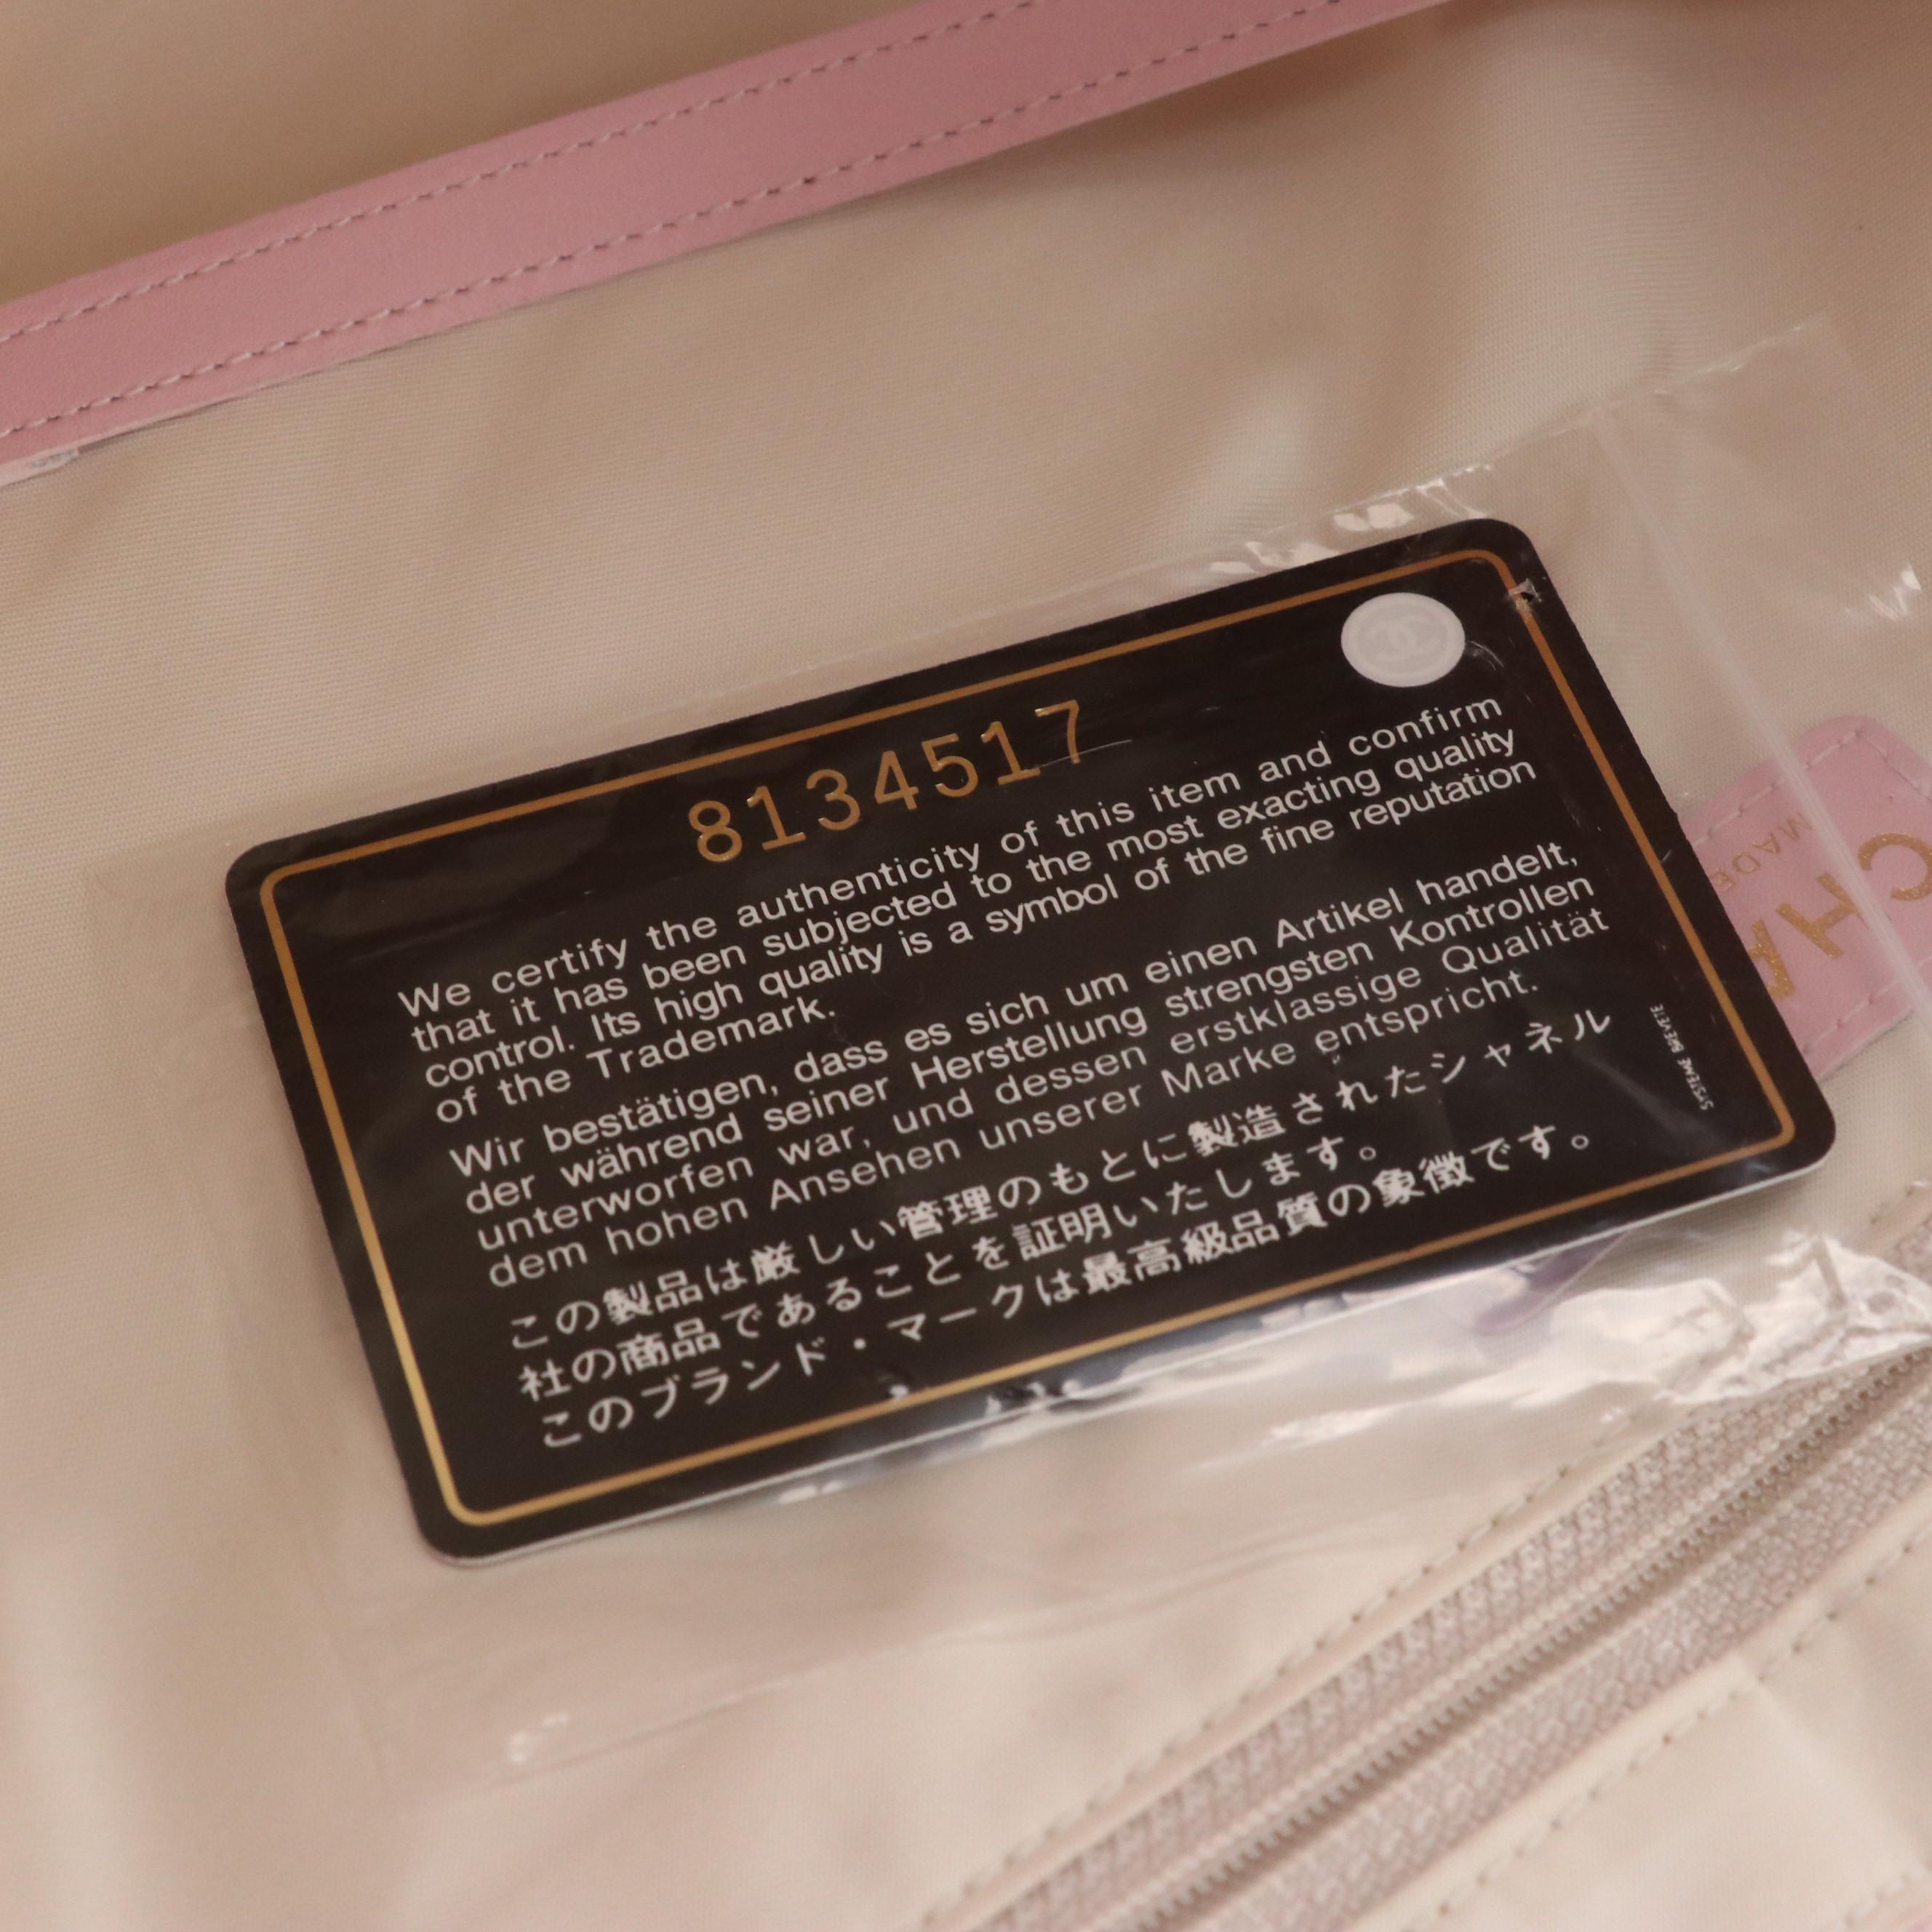 8134517
We certify the authenticity of this item and confirm
that it has been subjected to the most exacting quality
control. Its high quality is a symbol of the fine reputation
of the Trademark.
Wir bestätigen, dass es sich um einen Artikel handelt,
der während seiner Herstellung strengsten Kontrollen
unterworfen war, und dessen erstklassige Qualität
dem hohen Ansehen unserer Marke entspricht.
この製品は厳しい管理のもとに製造されたシャネル
社の商品であることを証明いたします。
このブランド・マークは最高級品質の象徴です。
SYSTEME BREVETE
CHA
MADE